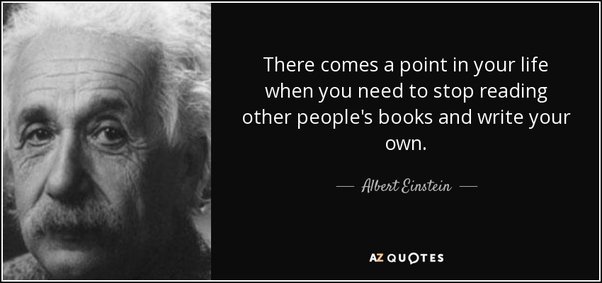 There comes a point in your life
when you need to stop reading
other people's books and write your
own.
Albert Einstein
AZ QUOTES